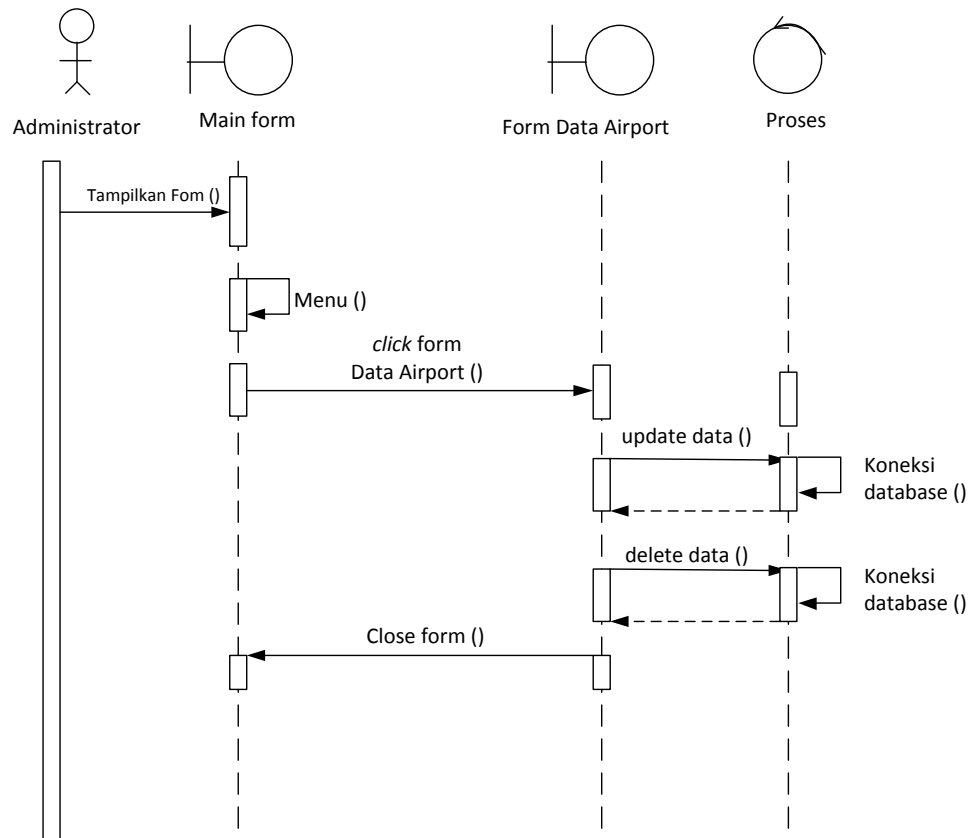 Administrator
Main form
Form Data Airport
Proses
Tampilkan Fom ()
Menu ()
click form
Data Airport ()
update data ()
Koneksi
database ()
delete data ()
Koneksi
database ()
Close form ()